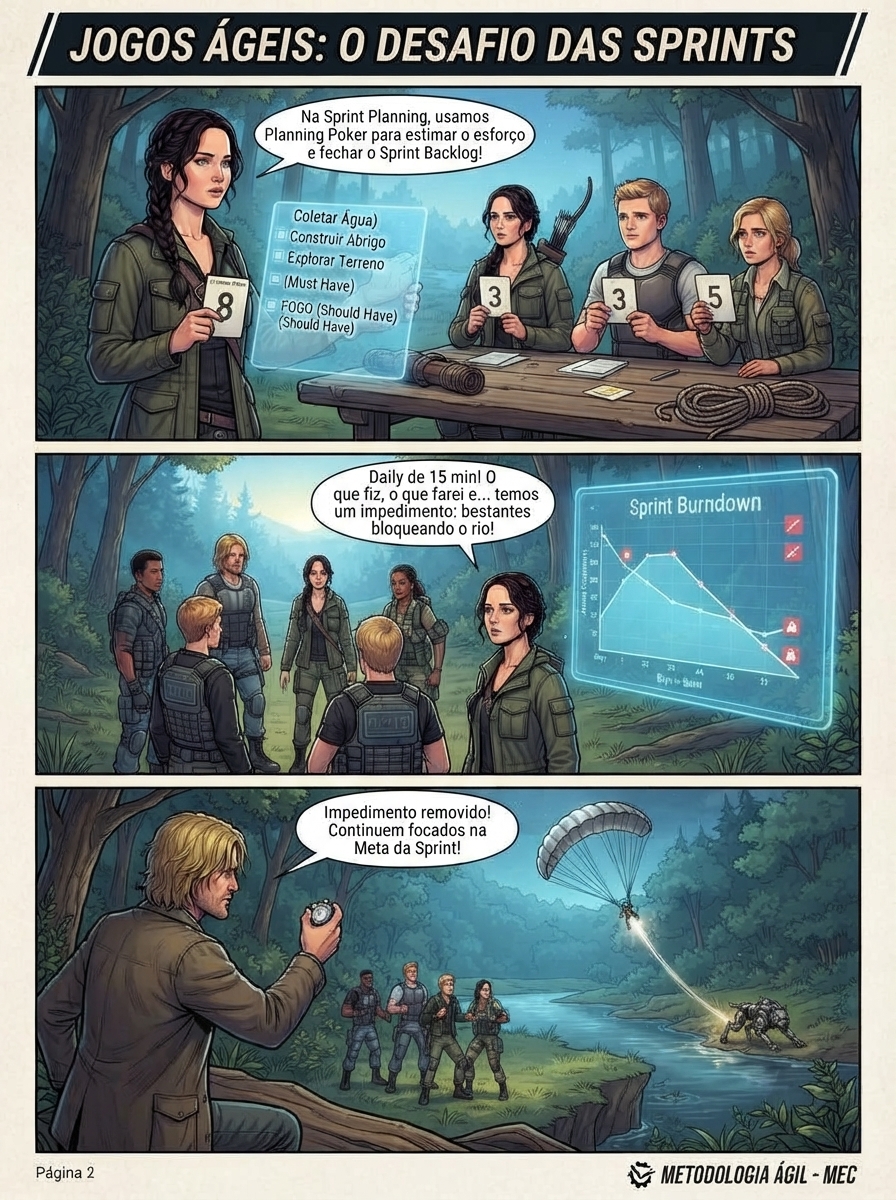 JOGOS ÁGEIS: O DESAFIO DAS SPRINTS
Na Sprint Planning, usamos
Planning Poker para estimar o esforço
e fechar o Sprint Backlog!
Coletar Água)
Construir Abrigo
Explorar Terreno
(Must Have)
FOGO (Should Have)
(Should Have)
8
3
3
5
Daily de 15 min! O
que fiz, o que farei e... temos
um impedimento: bestantes
bloqueando o rio!
Sprint Burndown
Impedimento removido!
Continuem focados na
Meta da Sprint!
Página 2
METODOLOGIA ÁGIL - MEC